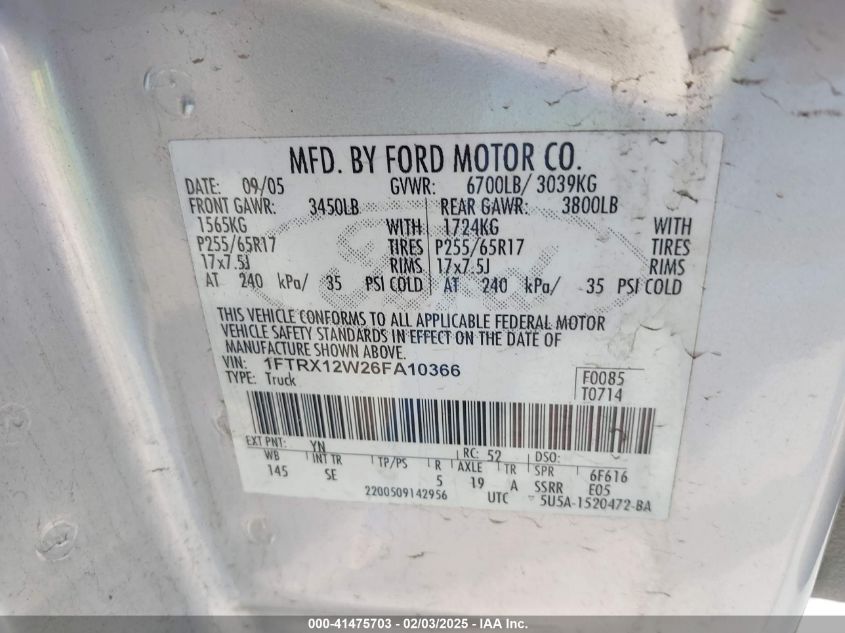 MFD. BY FORD MOTOR CO.
DATE: 09/05 GVWR: 6700LB/ 3039KG
FRONT GAWR: 3450LB REAR GAWR: 3800LB
1565KG WITH 1724KG WITH
P255/65R17 TIRES P255/65R17 TIRES
17x7.5J RIMS 17x7.5J RIMS
AT 240 kPa/ 35 PSI COLD AT 240 kPa/ 35 PSI COLD
Ford
THIS VEHICLE CONFORMS TO ALL APPLICABLE FEDERAL MOTOR
VEHICLE SAFETY STANDARDS IN EFFECT ON THE DATE OF
MANUFACTURE SHOWN ABOVE.
VIN: 1FTRX12W26FA10366
TYPE: Truck
F0085
T0714
EXT PNT: YN RC: 52 DSO:
WB INT TR TP/PS R AXLE TR SPR 6F616
145 SE 5 19 A SSRR E05
2200509142956 UTC 5U5A-1520472-BA
000-41475703 - 02/03/2025 - IAA Inc.